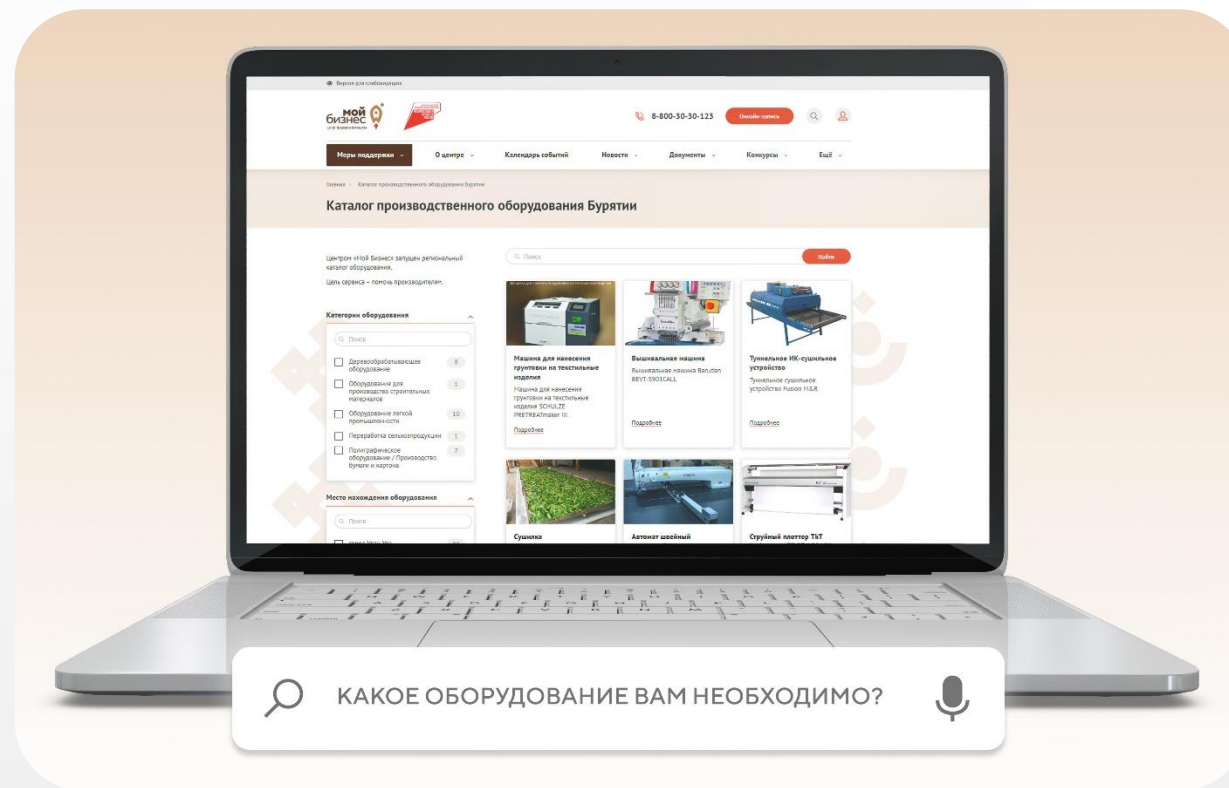 Версия для слабовидящих
мой
бизнес
8-800-30-30-123
Онлайн-запись
Меры поддержки
О центре
Календарь событий
Новости
Документы
Конкурсы
Ещё
Главная
Каталог производственного оборудования Бурятии
Каталог производственного оборудования Бурятии
Центром «Мой Бизнес» запущен региональный
каталог оборудования.
Цель сервиса – помочь производителям.
Категории оборудования
Поиск
Деревообрабатывающее
оборудование
8
Оборудование для
производства строительных
материалов
1
Оборудование легкой
промышленности
10
Переработка сельхозпродукции
1
Полиграфическое
оборудование / Производство
бумаги и картона
7
Место нахождения оборудования
Поиск
Поиск
Найти
Машина для нанесения
грунтовки на текстильные
изделия
Машина для нанесения
грунтовки на текстильные
изделия SCHULZE
PRETREATmaker III.
Подробнее
Вышивальная машина
Вышивальная машина Barudan
BEVT-S901CALL
Подробнее
Туннельное ИК-сушильное
устройство
Туннельное сушильное
устройство Fusion M&R
Подробнее
Сушилка
Автомат швейный
Струйный плоттер TkT
КАКОЕ ОБОРУДОВАНИЕ ВАМ НЕОБХОДИМО?